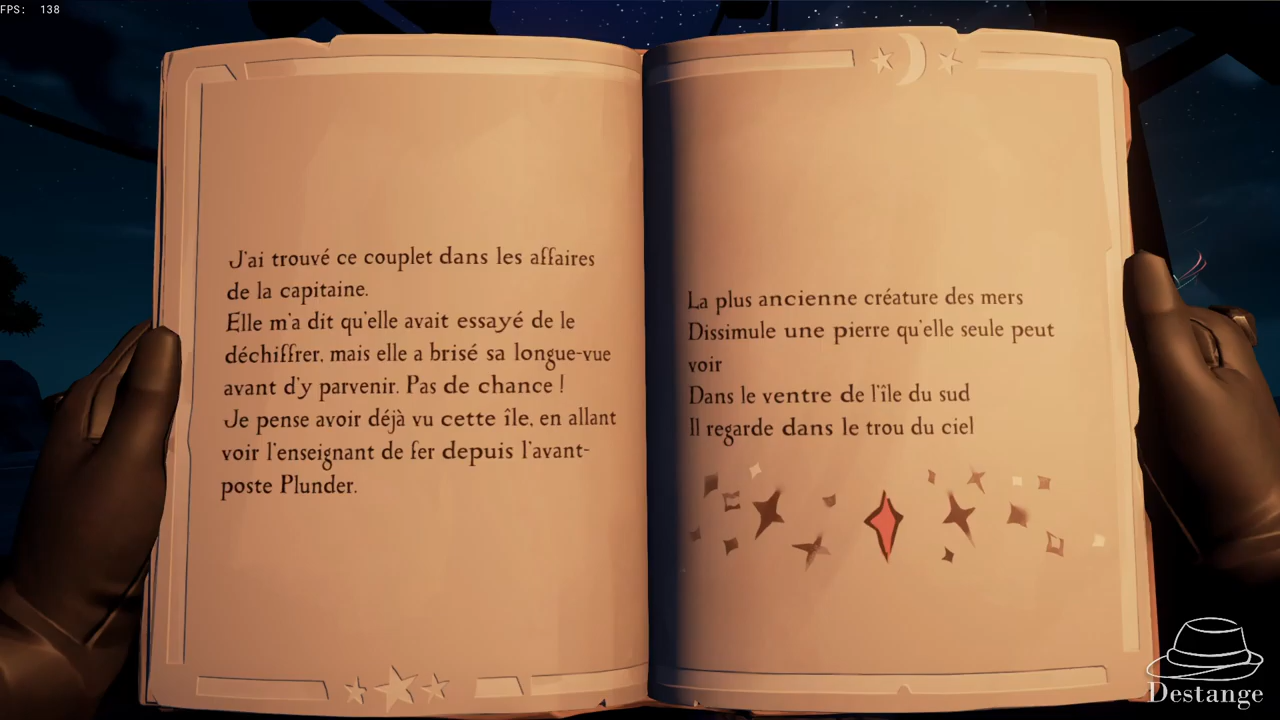 FPS: 138
J'ai trouvé ce couplet dans les affaires
de la capitaine.
Elle m'a dit qu'elle avait essayé de le
déchiffrer, mais elle a brisé sa longue-vue
avant d'y parvenir. Pas de chance !
Je pense avoir déjà vu cette île, en allant
voir l'enseignant de fer depuis l'avant-
poste Plunder.
La plus ancienne créature des mers
Dissimule une pierre qu'elle seule peut
voir
Dans le ventre de l'île du sud
Il regarde dans le trou du ciel
Destange